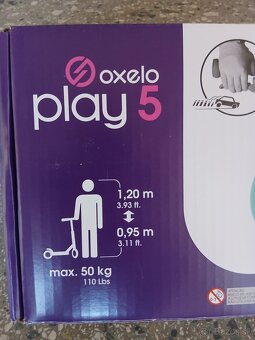 oxelo
play 5
1,20 m
3.93 ft.
0,95 m
3.11 ft.
max. 50 kg
110 Lbs